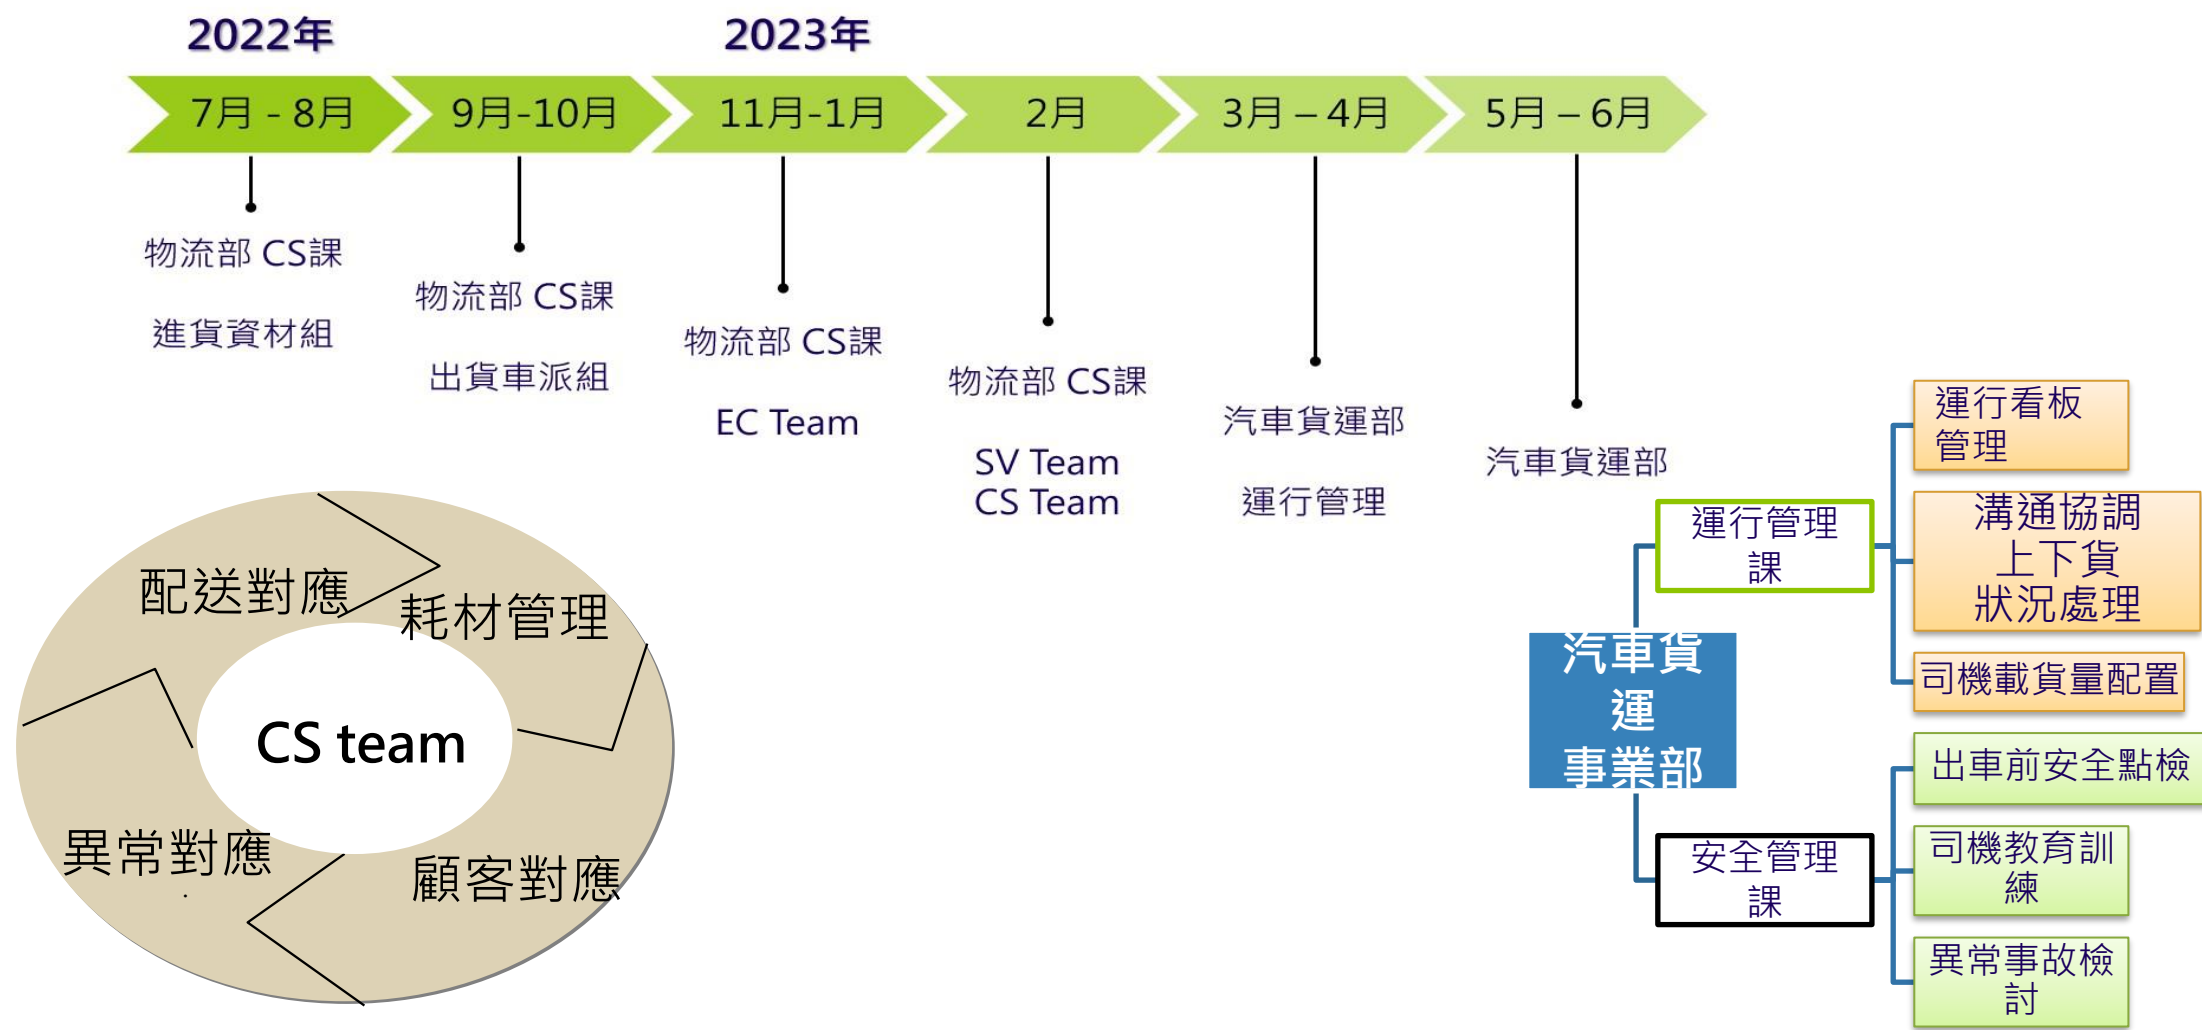 2022年
2023年
7月 - 8月
9月-10月
11月-1月
2月
3月 – 4月
5月 – 6月
物流部 CS課
進貨資材組
物流部 CS課
出貨車派組
物流部 CS課
EC Team
物流部 CS課
SV Team
CS Team
汽車貨運部
運行管理
汽車貨運部
配送對應
耗材管理
CS team
異常對應
.
顧客對應
汽車貨
運
事業部
運行管理
課
運行看板
管理
溝通協調
上下貨
狀況處理
司機載貨量配置
安全管理
課
出車前安全點檢
司機教育訓
練
異常事故檢
討